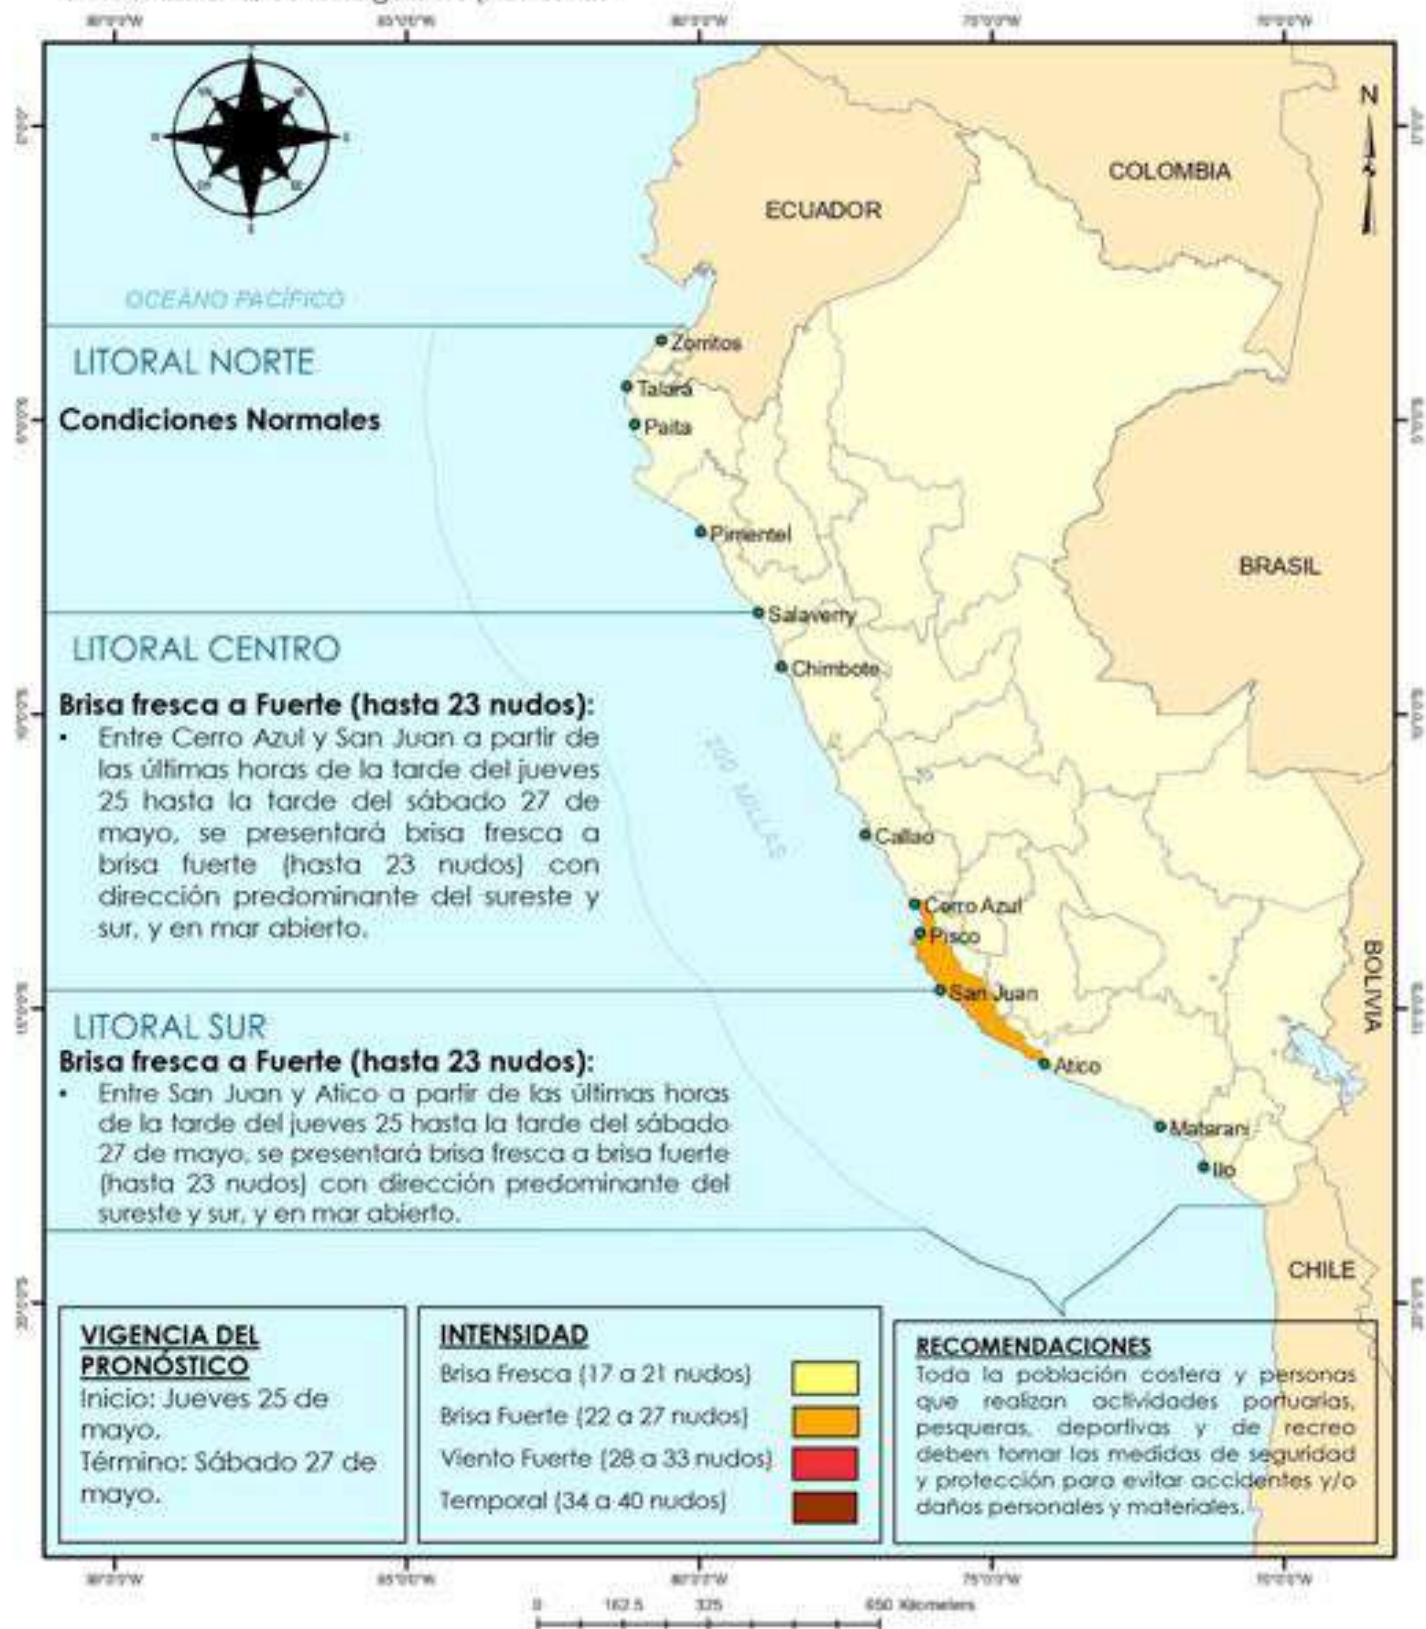 80°0'0"W
75°0'0"W
70°0'0"W
N
COLOMBIA
ECUADOR
OCEÁNO PACÍFICO
LITORAL NORTE
Zorritos
Talara
Condiciones Normales
Paita
Pimentel
BRASIL
Salaverry
LITORAL CENTRO
Chimbote
Brisa fresca a Fuerte (hasta 23 nudos):
• Entre Cerro Azul y San Juan a partir de
las últimas horas de la tarde del jueves
25 hasta la tarde del sábado 27 de
mayo, se presentará brisa fresca a
brisa fuerte (hasta 23 nudos) con
dirección predominante del sureste y
sur, y en mar abierto.
200 MILLAS
Callao
Cerro Azul
Pisco
BOLIVIA
San Juan
LITORAL SUR
Brisa fresca a Fuerte (hasta 23 nudos):
• Entre San Juan y Atico a partir de las últimas horas
de la tarde del jueves 25 hasta la tarde del sábado
27 de mayo, se presentará brisa fresca a brisa fuerte
(hasta 23 nudos) con dirección predominante del
sureste y sur, y en mar abierto.
Atico
Matarani
Ilo
CHILE
VIGENCIA DEL
PRONÓSTICO
Inicio: Jueves 25 de
mayo.
Término: Sábado 27 de
mayo.
INTENSIDAD
Brisa Fresca (17 a 21 nudos)
Brisa Fuerte (22 a 27 nudos)
Viento Fuerte (28 a 33 nudos)
Temporal (34 a 40 nudos)
RECOMENDACIONES
Toda la población costera y personas
que realizan actividades portuarias,
pesqueras, deportivas y de recreo
deben tomar las medidas de seguridad
y protección para evitar accidentes y/o
daños personales y materiales.
85°0'0"W
80°0'0"W
75°0'0"W
70°0'0"W
0 162.5 325 650 Kilometers